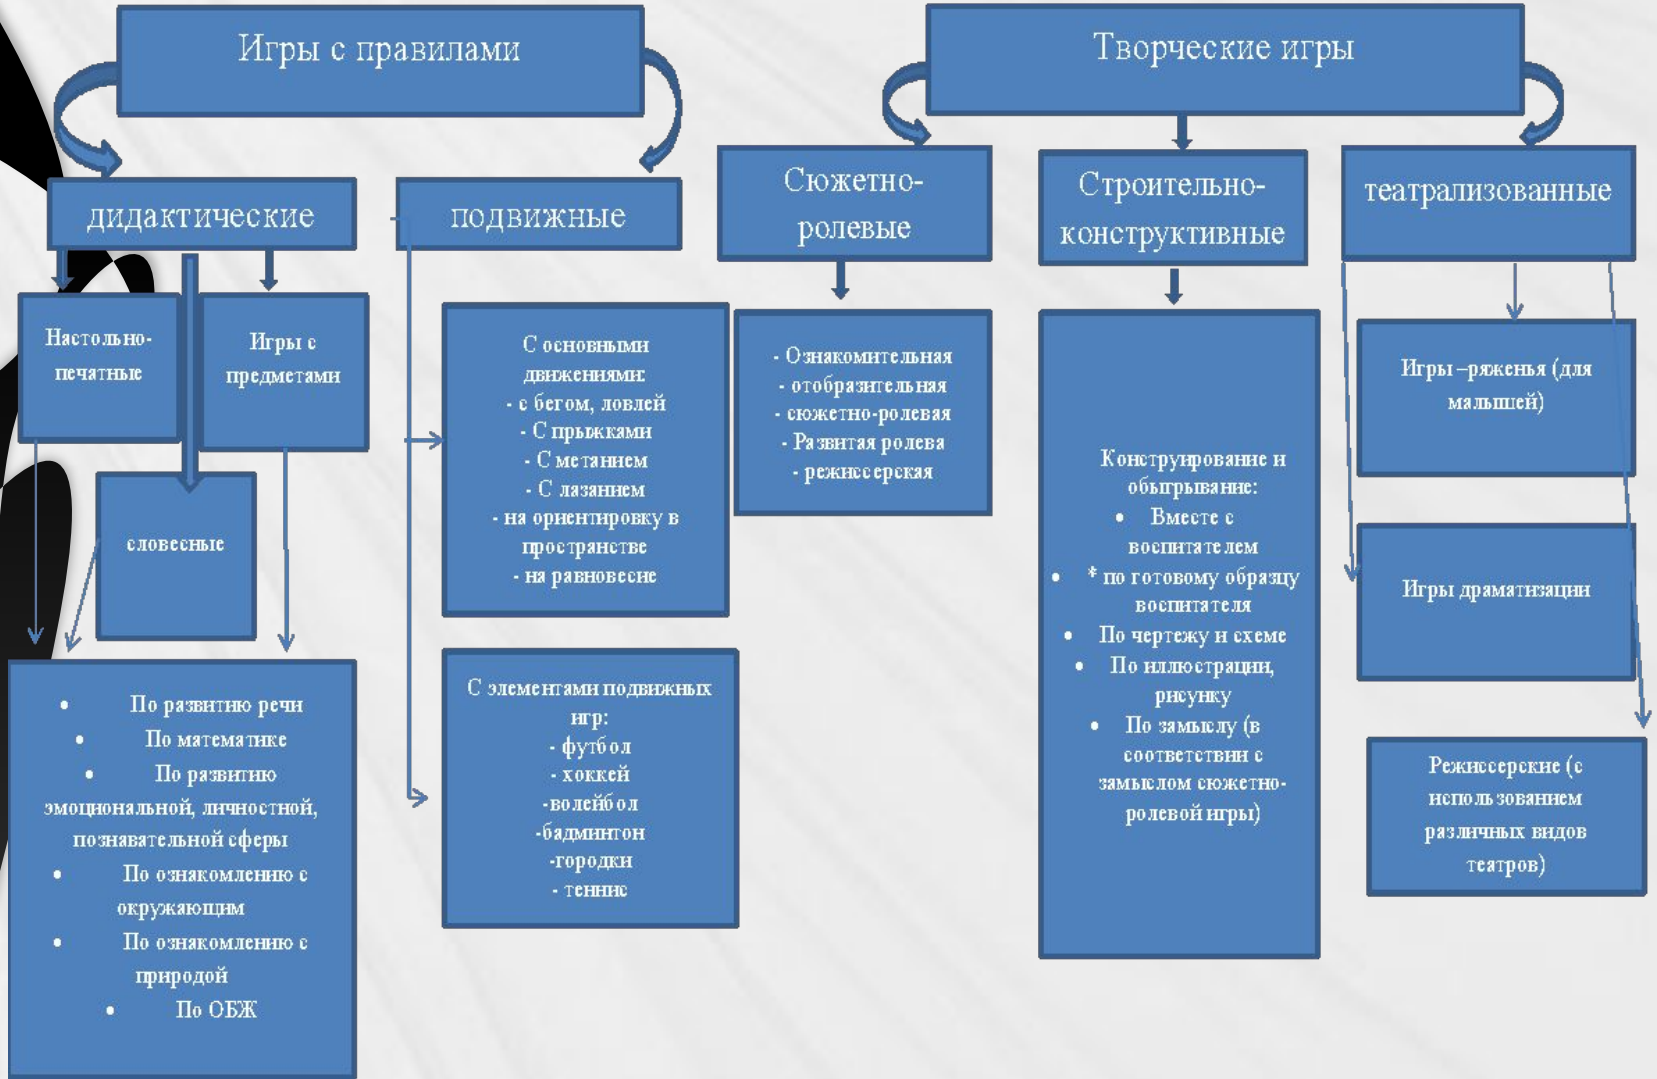 Игры с правилами
Творческие игры
дидактические
подвижные
Сюжетно-
ролевые
Строительно-
конструктивные
театрализованные
Настольно-
печатные
Игры с
предметами
словесные
• По развитию речи
• По математике
• По развитию
эмоциональной, личностной,
познавательной сферы
• По ознакомлению с
окружающим
• По ознакомлению с
природой
• По ОБЖ
С основными
движениями:
- с бегом, ловлей
- С прыжками
- С метанием
- С лазанием
- на ориентировку в
пространстве
- на равновесие
С элементами подвижных
игр:
- футбол
- хоккей
-волейбол
-бадминтон
-городки
- теннис
- Ознакомительная
- отобразительная
- сюжетно-ролевая
- Развитая ролева
- режиссерская
Конструирование и
обыгрывание:
• Вместе с
воспитателем
• * по готовому образцу
воспитателя
• По чертежу и схеме
• По иллюстрации,
рисунку
• По замыслу (в
соответствии с
замыслом сюжетно-
ролевой игры)
Игры –ряженья (для
малышей)
Игры драматизации
Режиссерские (с
использованием
различных видов
театров)